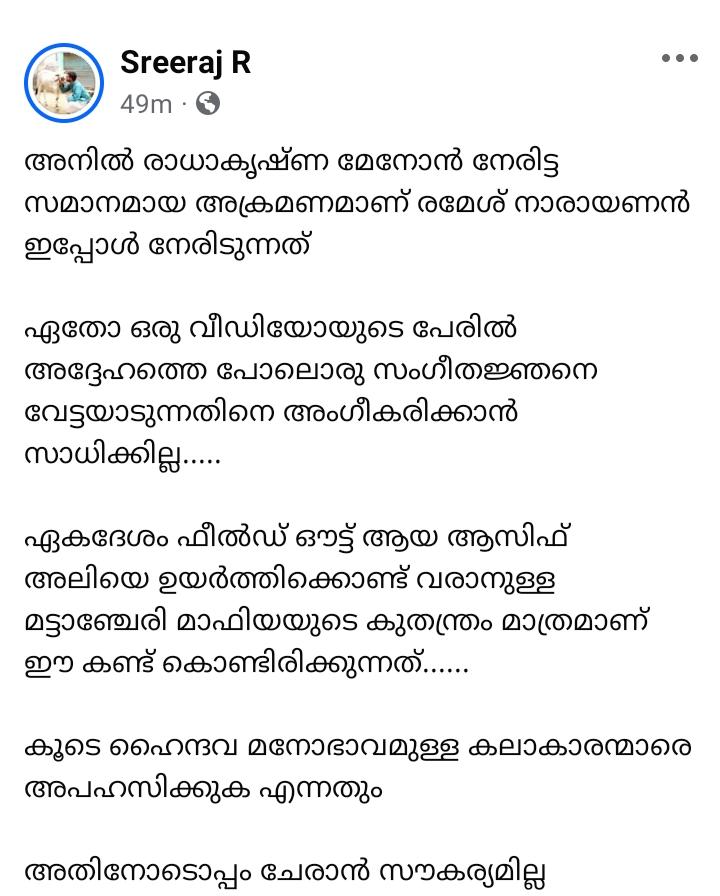 Sreeraj R
49m ·
അനിൽ രാധാകൃഷ്ണ മേനോൻ നേരിട്ട
സമാനമായ അക്രമണമാണ് രമേശ് നാരായണൻ
ഇപ്പോൾ നേരിടുന്നത്
ഏതോ ഒരു വീഡിയോയുടെ പേരിൽ
അദ്ദേഹത്തെ പോലൊരു സംഗീതജ്ഞനെ
വേട്ടയാടുന്നതിനെ അംഗീകരിക്കാൻ
സാധിക്കില്ല.....
ഏകദേശം ഫീൽഡ് ഔട്ട് ആയ ആസിഫ്
അലിയെ ഉയർത്തിക്കൊണ്ട് വരാനുള്ള
മട്ടാഞ്ചേരി മാഫിയയുടെ കുതന്ത്രം മാത്രമാണ്
ഈ കണ്ട് കൊണ്ടിരിക്കുന്നത്......
കൂടെ ഹൈന്ദവ മനോഭാവമുള്ള കലാകാരന്മാരെ
അപഹസിക്കുക എന്നതും
അതിനോടൊപ്പം ചേരാൻ സൗകര്യമില്ല